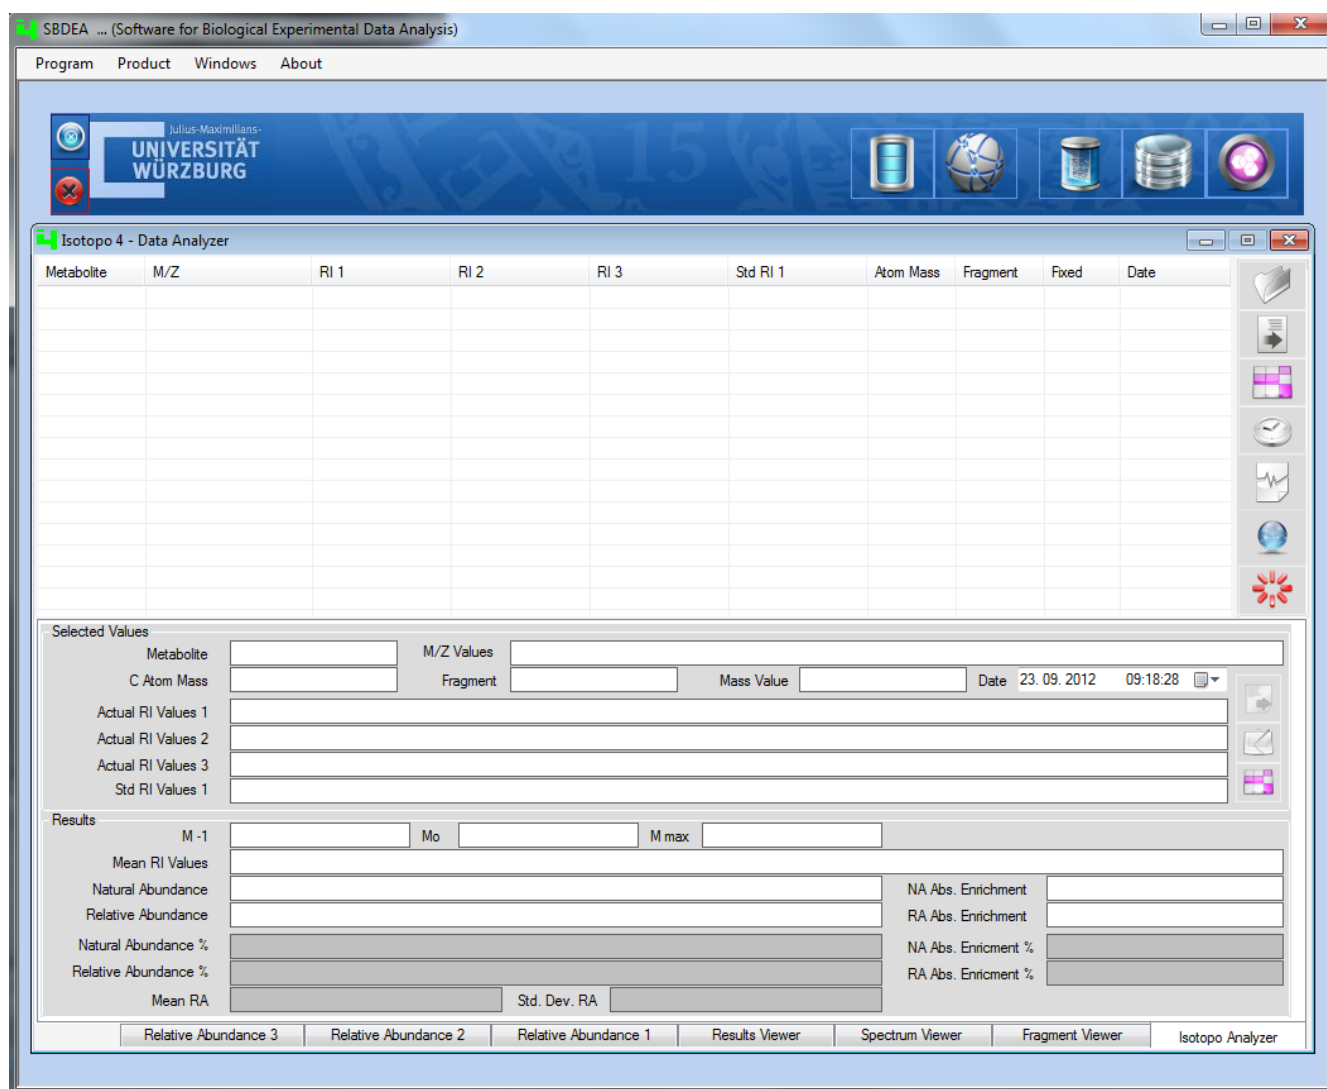 SBDEA ... (Software for Biological Experimental Data Analysis)
Program Product Windows About
Julius-Maximilians-
UNIVERSITÄT
WÜRZBURG
15
Isotopo 4 - Data Analyzer
Metabolite M/Z RI 1 RI 2 RI 3 Std RI 1 Atom Mass Fragment Fixed Date
Selected Values
Metabolite M/Z Values
C Atom Mass Fragment Mass Value Date 23. 09. 2012 09:18:28
Actual RI Values 1
Actual RI Values 2
Actual RI Values 3
Std RI Values 1
Results
M -1 Mo M max
Mean RI Values
Natural Abundance NA Abs. Enrichment
Relative Abundance RA Abs. Enrichment
Natural Abundance % NA Abs. Enricment %
Relative Abundance % RA Abs. Enricment %
Mean RA Std. Dev. RA
Relative Abundance 3 Relative Abundance 2 Relative Abundance 1 Results Viewer Spectrum Viewer Fragment Viewer Isotopo Analyzer